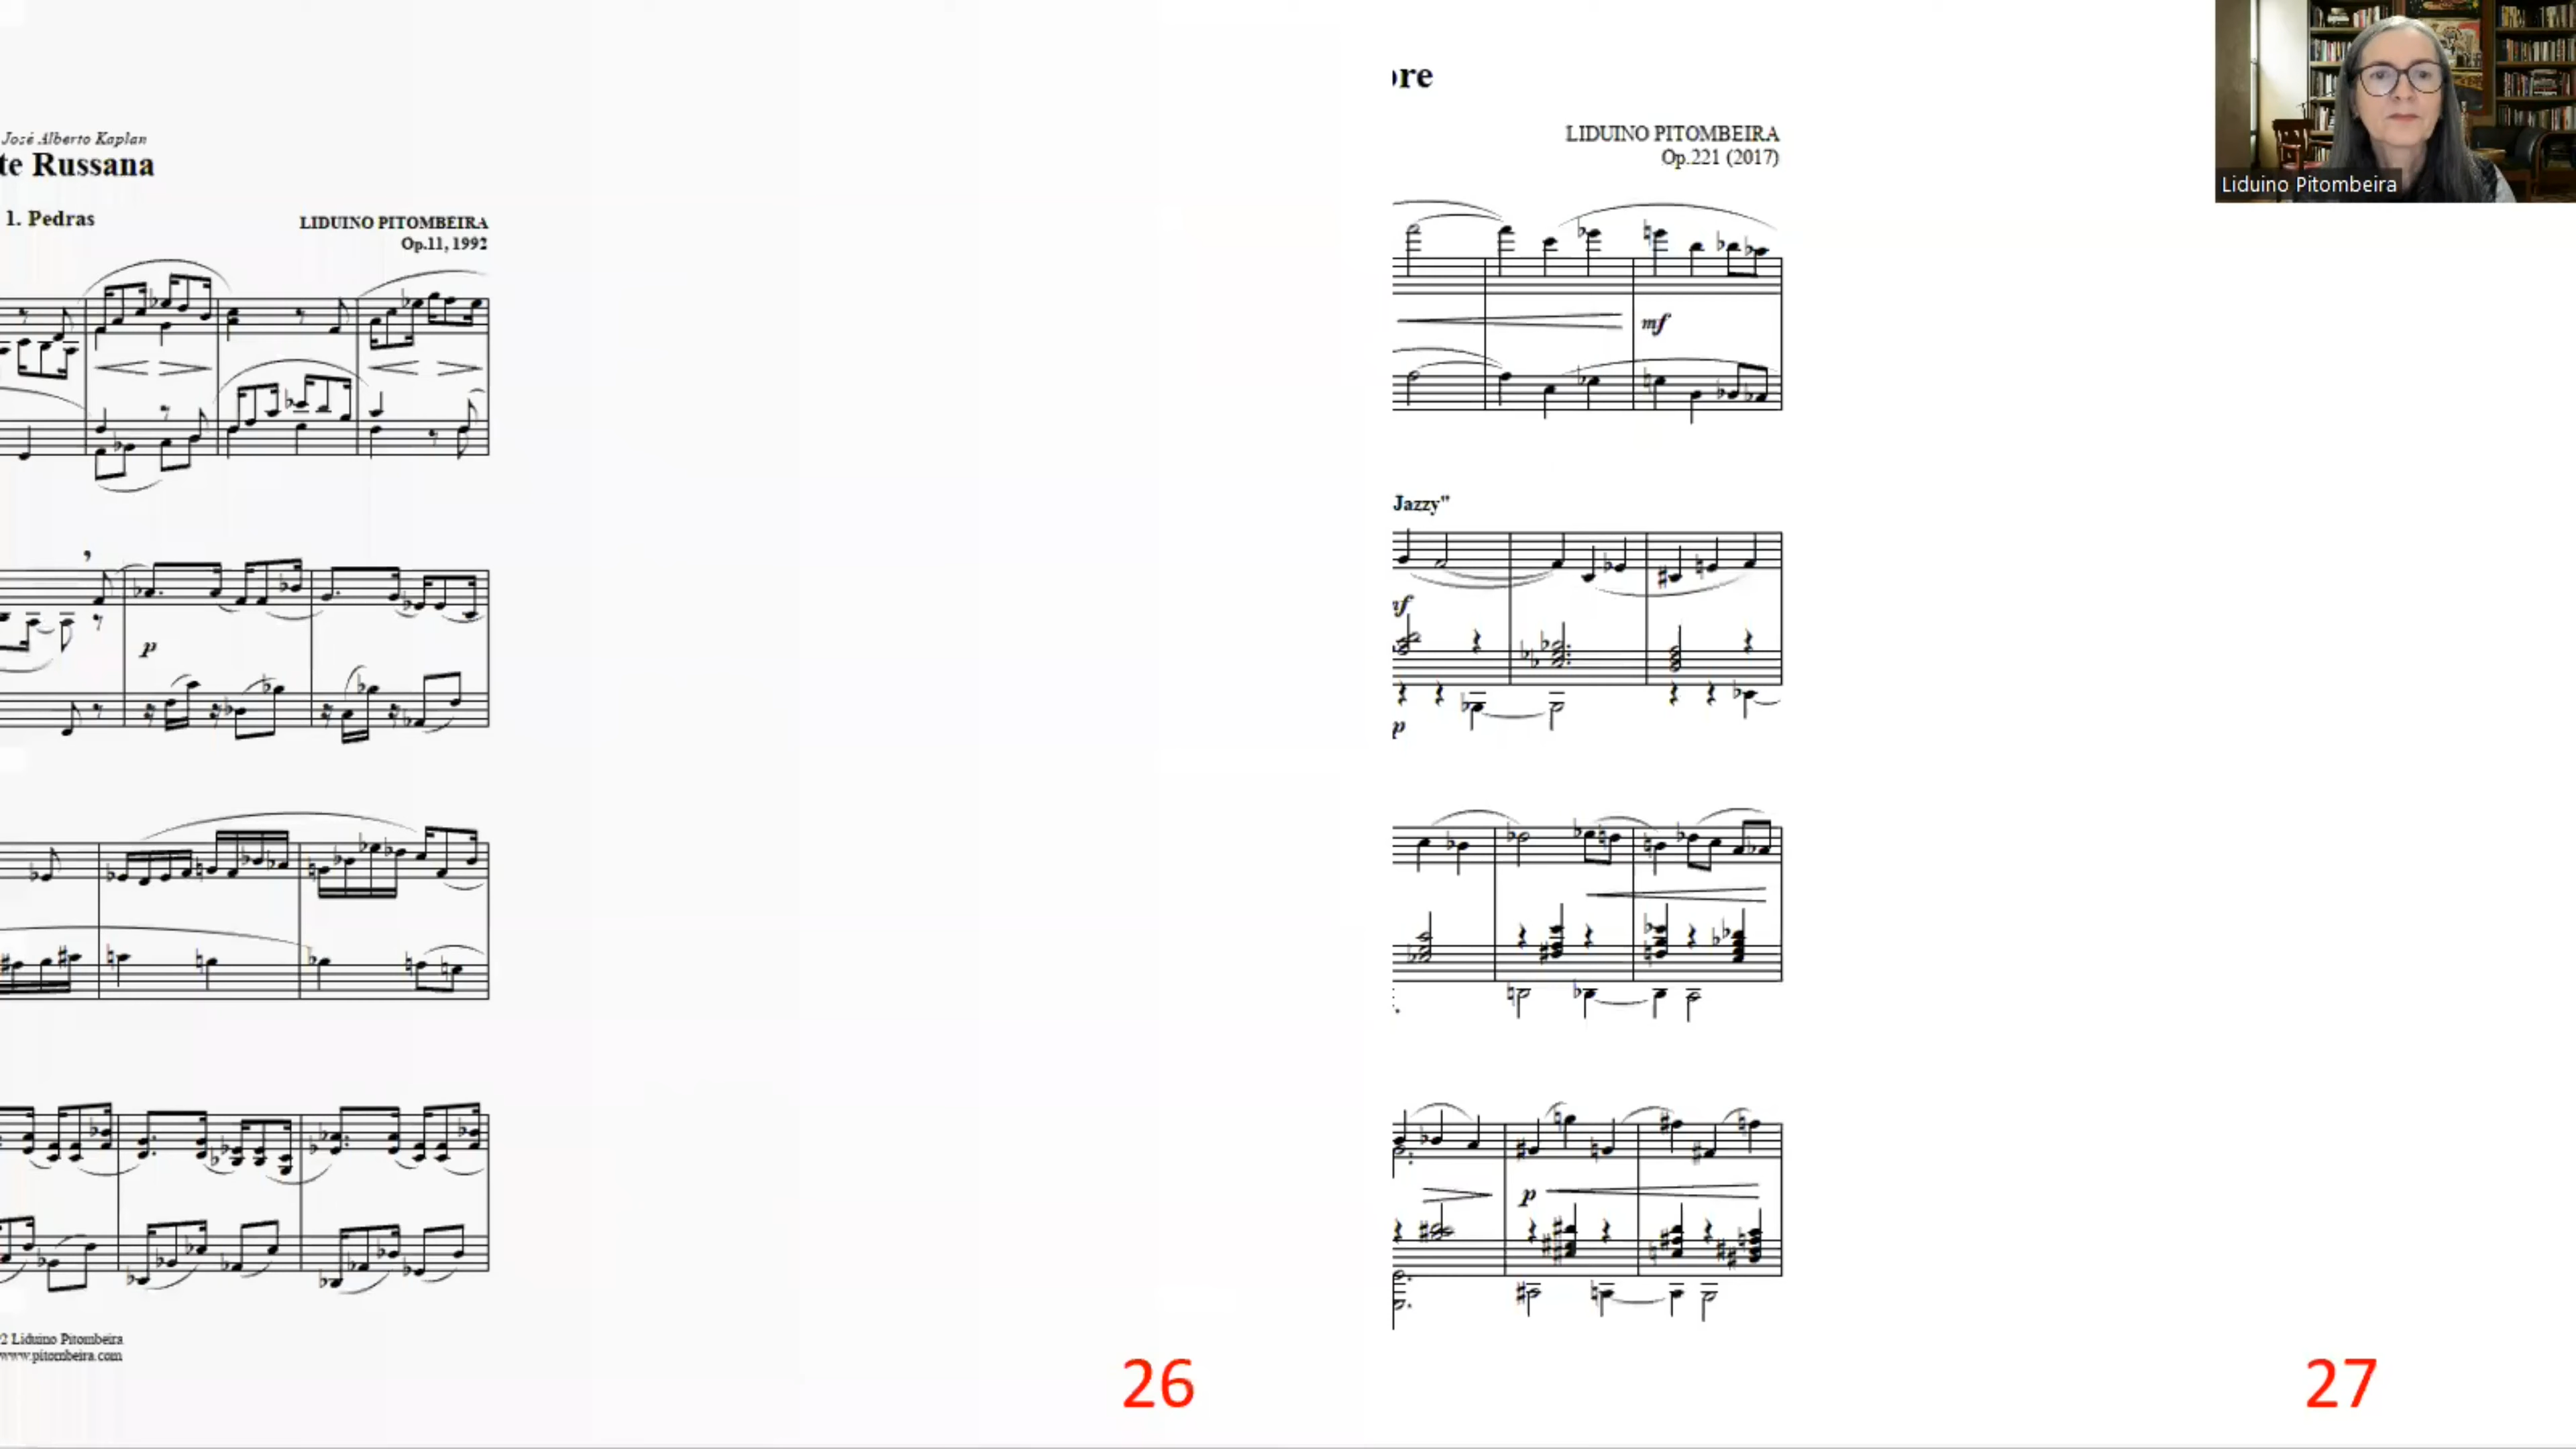 José Alberto Kaplan
te Russana
1. Pedras
LIDUINO PITOMBEIRA
Op.11, 1992
p
2 Liduino Pitombeira
www.pitombeira.com
26
ore
LIDUINO PITOMBEIRA
Op.221 (2017)
mf
Jazzy"
mf
p
p
27
Liduino Pitombeira